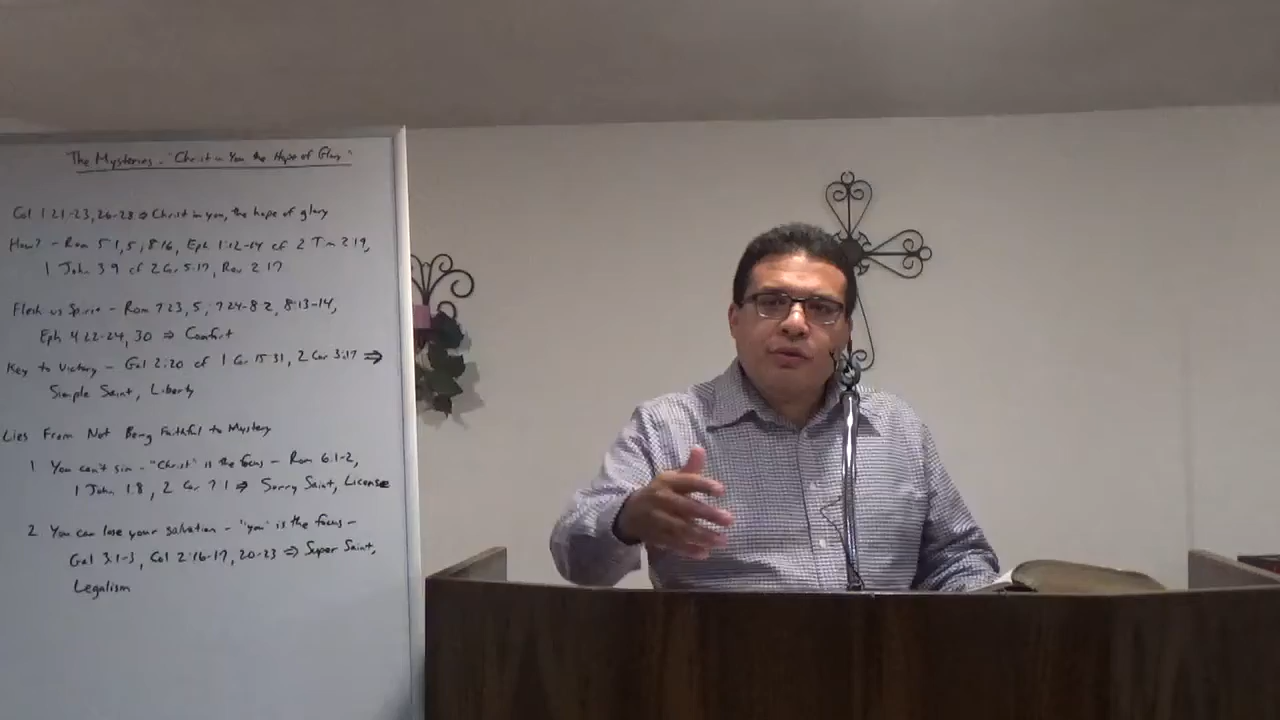 The Mysteries - "Christ in You the Hope of Glory"
Col 1:21-23, 26-28 ⇒ Christ in you, the hope of glory
How? - Rom 5:1, 5, 8:16, Eph 1:12-14 cf 2 Tim 2:19,
1 John 3:9 cf 2 Cor 5:17, Rev 2:17
Flesh vs Spirit - Rom 7:23, 5, 7:24-8:2, 8:13-14,
Eph 4:22-24, 30 ⇒ Comfort
Key to Victory - Gal 2:20 cf 1 Cor 15:31, 2 Cor 3:17 ⇒
Simple Saint, Liberty
Lies From Not Being Faithful to Mystery
1. You can't sin - "Christ" is the focus - Rom 6:1-2,
1 John 1:8, 2 Cor 7:1 ⇒ Sorry Saint, License
2. You can lose your salvation - "you" is the focus -
Gal 3:1-3, Col 2:16-17, 20-23 ⇒ Super Saint,
Legalism